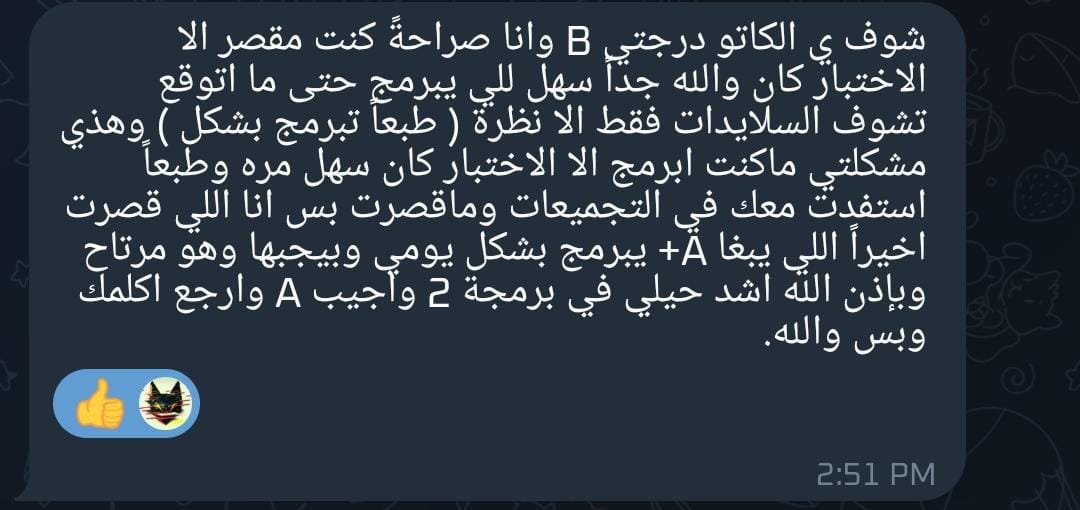 شوف ي الكاتو درجتي B وانا صراحةً كنت مقصر الا
الاختبار كان والله جداً سهل للي يبرمج حتى ما اتوقع
تشوف السلايدات فقط الا نظرة ( طبعاً تبرمج بشكل ) وهذي
مشكلتي ماكنت ابرمج الا الاختبار كان سهل مره وطبعاً
استفدت معك في التجميعات وماقصرت بس انا اللي قصرت
اخيراً اللي يبغا A+ يبرمج بشكل يومي وبيجبها وهو مرتاح
وبإذن الله اشد حيلي في برمجة 2 واجيب A وارجع اكلمك
وبس والله.
2:51 PM